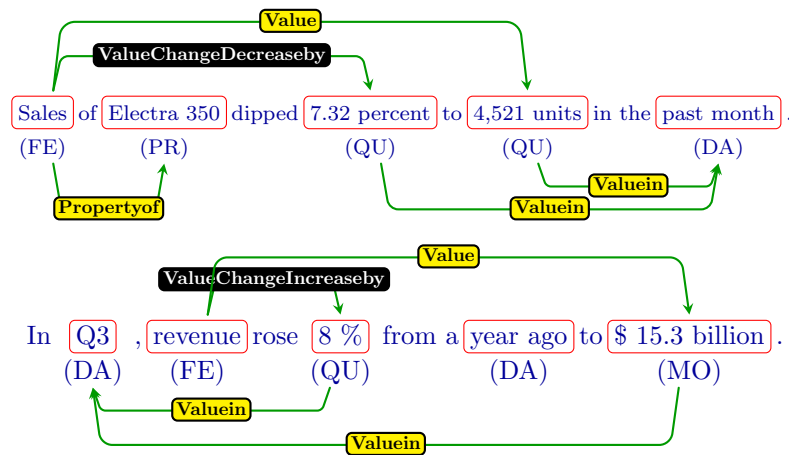 Value
ValueChangeDecreaseby
Sales of Electra 350 dipped 7.32 percent to 4,521 units in the past month .
(FE) (PR) (QU) (QU) (DA)
Valuein
Propertyof Valuein
Value
ValueChangeIncreaseby
In Q3 , revenue rose 8 % from a year ago to $ 15.3 billion .
(DA) (FE) (QU) (DA) (MO)
Valuein
Valuein